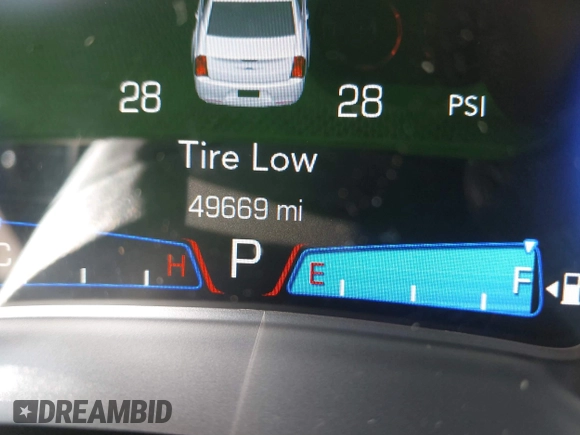 28 28 PSI
Tire Low
49669 mi
C H P E F
DREAMBID